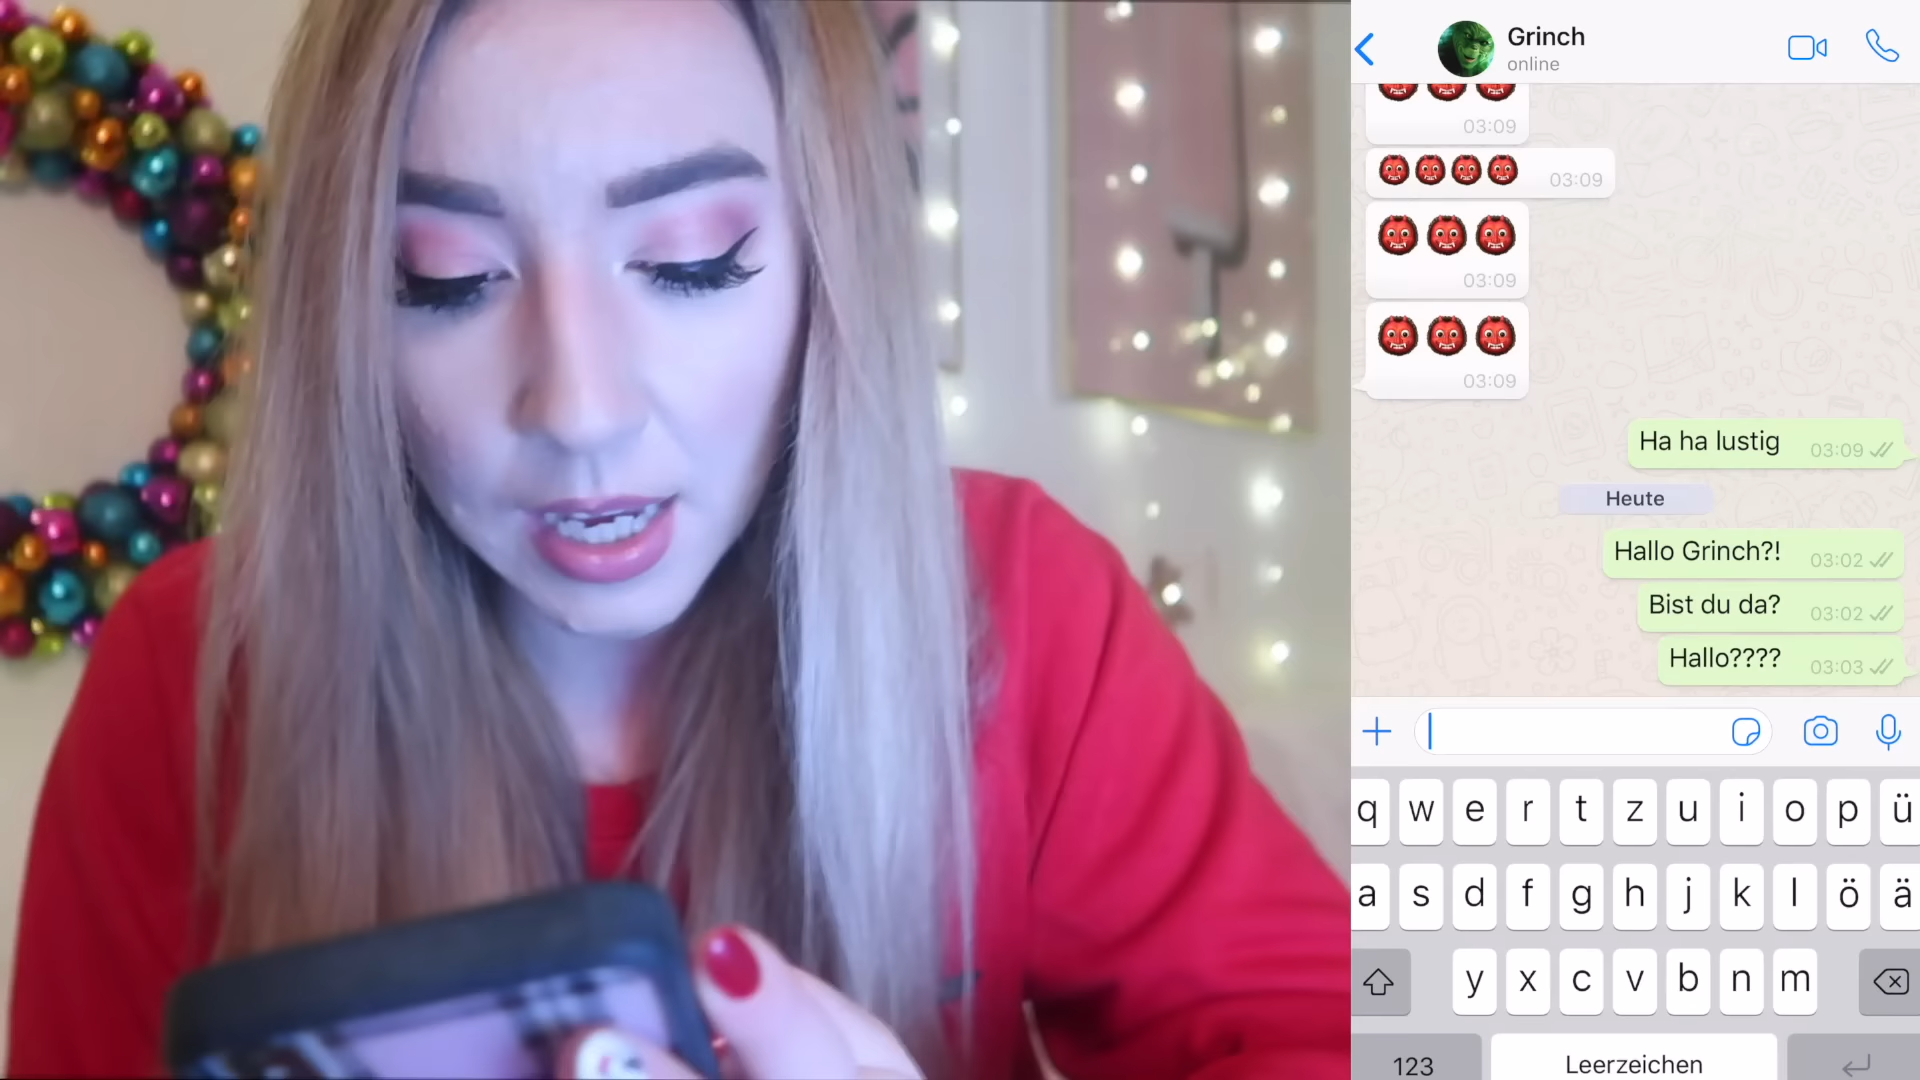 Grinch
online
03:09
03:09
03:09
03:09
Ha ha lustig 03:09
Heute
Hallo Grinch?! 03:02
Bist du da? 03:02
Hallo???? 03:03
q w e r t z u i o p ü
a s d f g h j k l ö ä
y x c v b n m
123 Leerzeichen